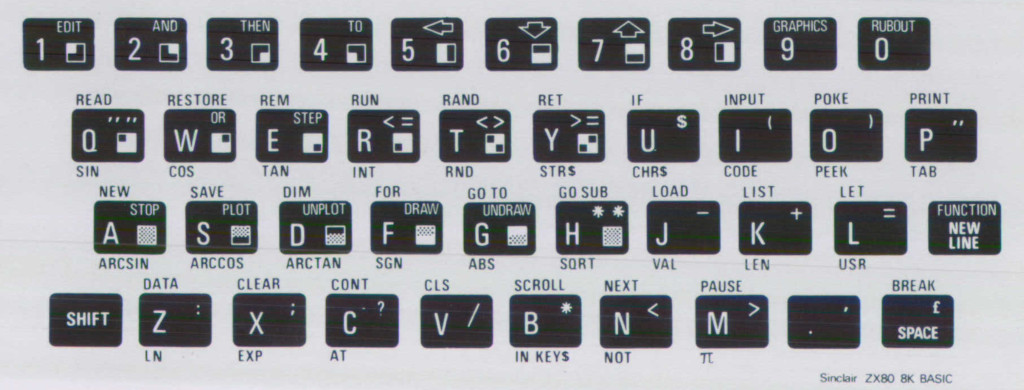 EDIT AND THEN TO GRAPHICS RUBOUT
1 2 3 4 5 6 7 8 9 0
READ RESTORE REM RUN RAND RET IF INPUT POKE PRINT
"" OR STEP <= <> >= $ ( ) "
Q W E R T Y U I O P
SIN COS TAN INT RND STR$ CHR$ CODE PEEK TAB
NEW SAVE DIM FOR GO TO GO SUB LOAD LIST LET
STOP PLOT UNPLOT DRAW UNDRAW ** - + = FUNCTION
A S D F G H J K L NEW
LINE
ARCSIN ARCCOS ARCTAN SGN ABS SQRT VAL LEN USR
DATA CLEAR CONT CLS SCROLL NEXT PAUSE BREAK
: ; ? / * < > , £
SHIFT Z X C V B N M . SPACE
LN EXP AT IN KEY$ NOT π
Sinclair ZX80 8K BASIC